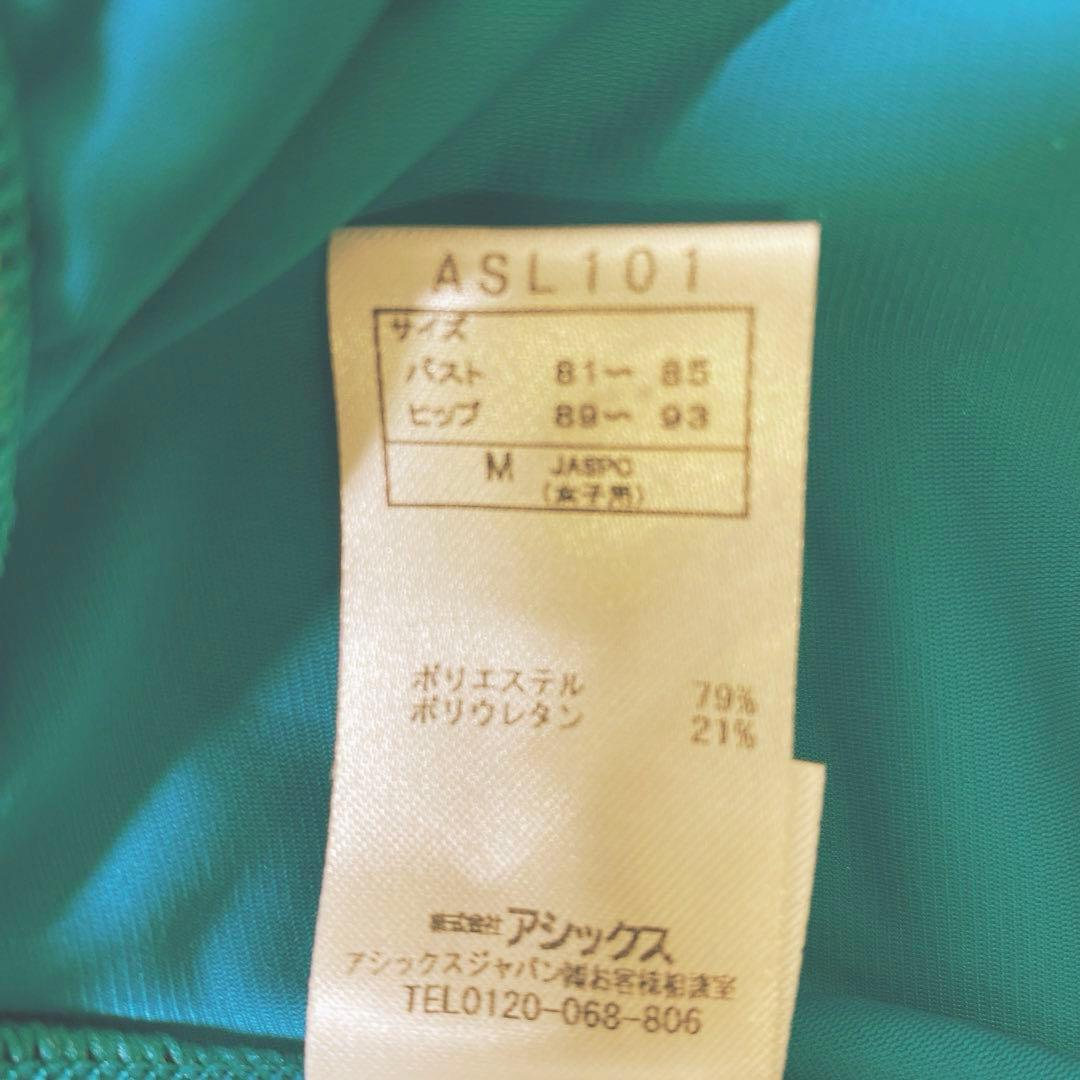 ASL101
サイズ
バスト 81〜 85
ヒップ 89〜 93
M JASPO
(女子用)
ポリエステル 79%
ポリウレタン 21%
株式会社アシックス
アシックスジャパン㈱お客様相談室
TEL0120-068-806